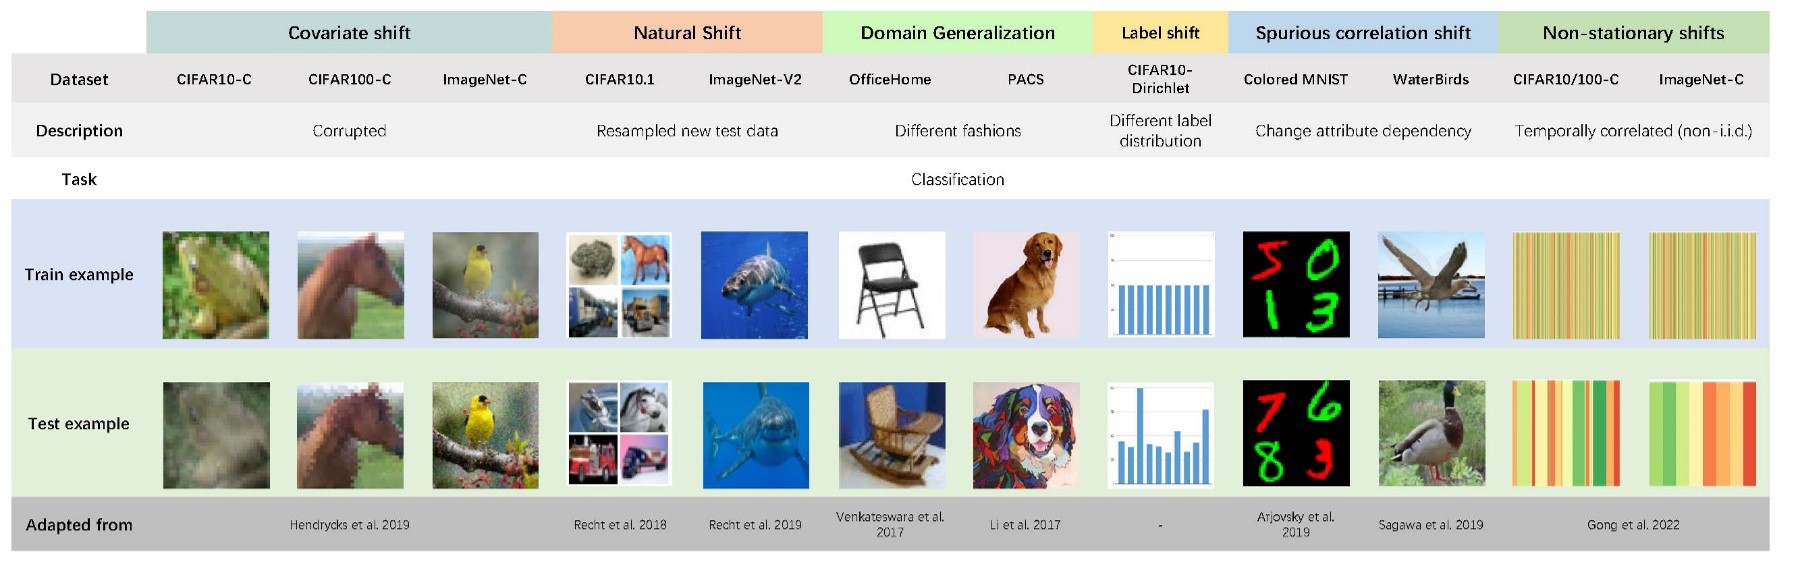 Covariate shift
Natural Shift
Domain Generalization
Label shift
Spurious correlation shift
Non-stationary shifts
Dataset
CIFAR10-C
CIFAR100-C
ImageNet-C
CIFAR10.1
ImageNet-V2
OfficeHome
PACS
CIFAR10-
Dirichlet
Colored MNIST
WaterBirds
CIFAR10/100-C
ImageNet-C
Description
Corrupted
Resampled new test data
Different fashions
Different label
distribution
Change attribute dependency
Temporally correlated (non-i.i.d.)
Task
Classification
Train example
5 0
1 3
Test example
7 6
8 3
Adapted from
Hendrycks et al. 2019
Recht et al. 2018
Recht et al. 2019
Venkateswara et al.
2017
Li et al. 2017
-
Arjovsky et al.
2019
Sagawa et al. 2019
Gong et al. 2022